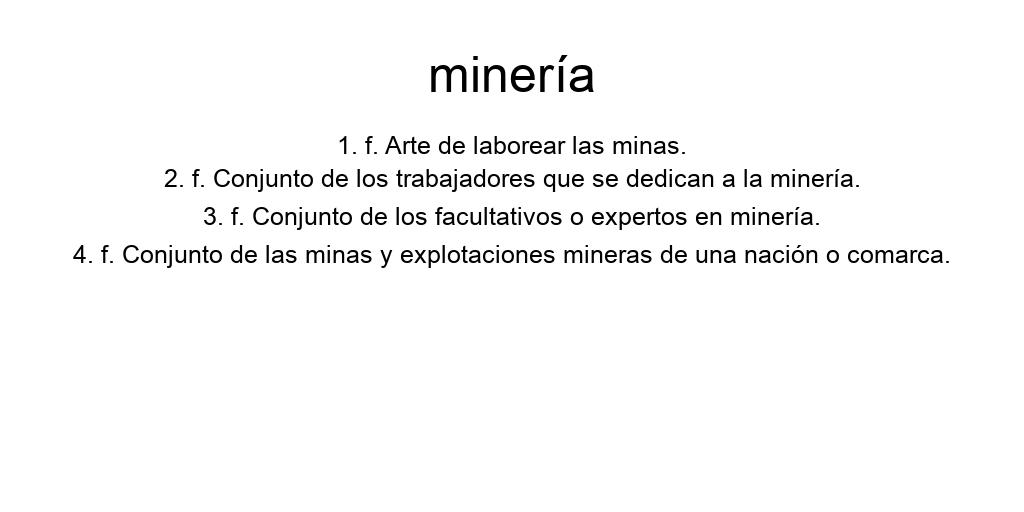 minería
1. f. Arte de laborear las minas.
2. f. Conjunto de los trabajadores que se dedican a la minería.
3. f. Conjunto de los facultativos o expertos en minería.
4. f. Conjunto de las minas y explotaciones mineras de una nación o comarca.